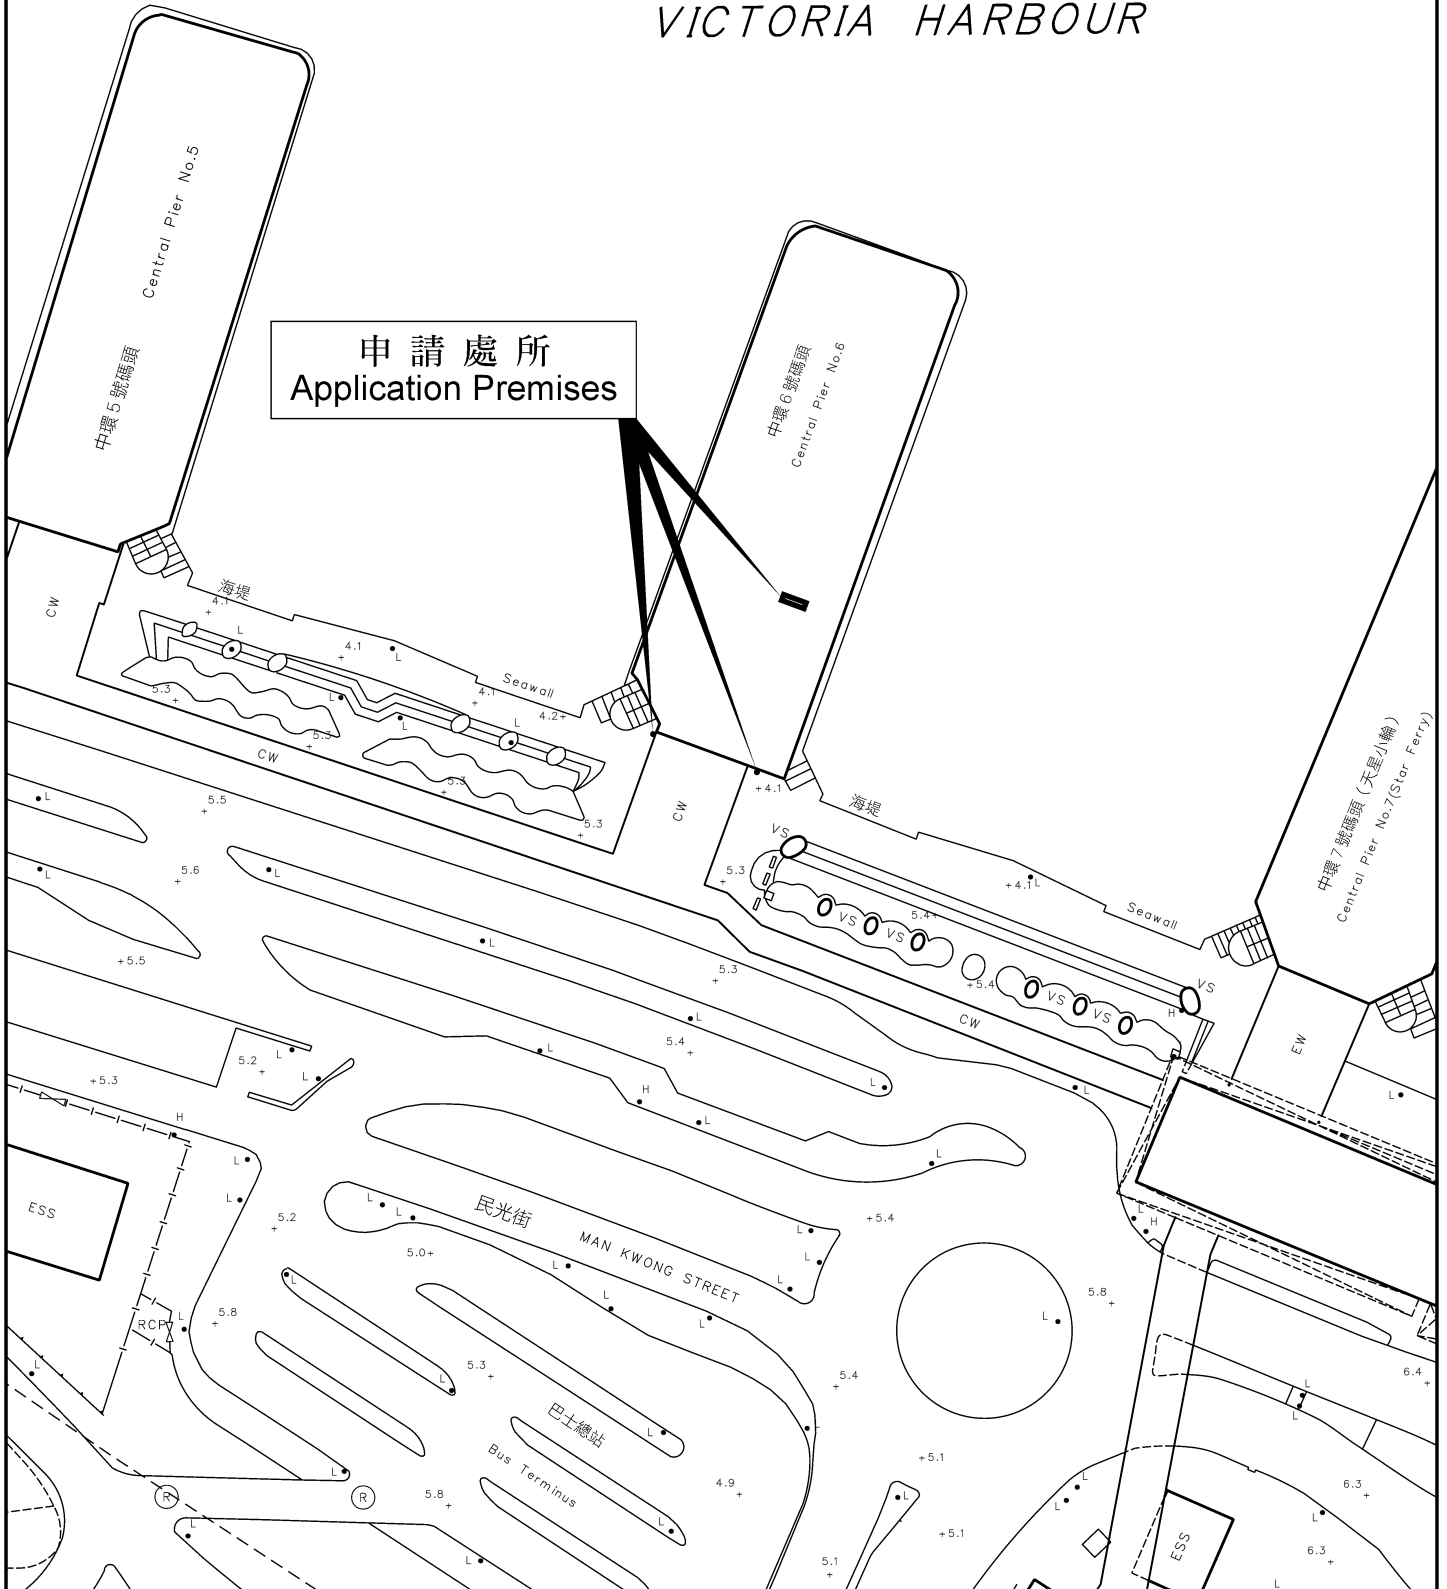 VICTORIA HARBOUR
中環5號碼頭
Central Pier No.5
申請處所
Application Premises
中環6號碼頭
Central Pier No.6
中環7號碼頭(天星小輪)
Central Pier No.7(Star Ferry)
海堤
4.1
L
4.1
L
Seawall
4.1
4.2
CW
5.3
L
L
L
5.3
5.3
5.3
CW
CW
4.1
海堤
VS
5.3
4.1
L
Seawall
VS
VS
5.4
5.4
VS
VS
VS
H
CW
EW
L
L
5.5
5.6
L
L
5.5
L
5.3
L
5.4
L
L
L
5.2
L
L
5.3
H
L
H
L
L
L
ESS
L
5.2
L
L
民光街
MAN KWONG STREET
5.0
L
L
L
L
L
L
5.4
5.8
L
L
H
RCP
L
5.8
L
L
5.3
L
5.4
6.4
L
L
巴士總站
Bus Terminus
L
L
5.1
4.9
5.8
R
R
L
L
L
L
L
5.1
5.1
L
L
6.3
L
6.3
ESS
L